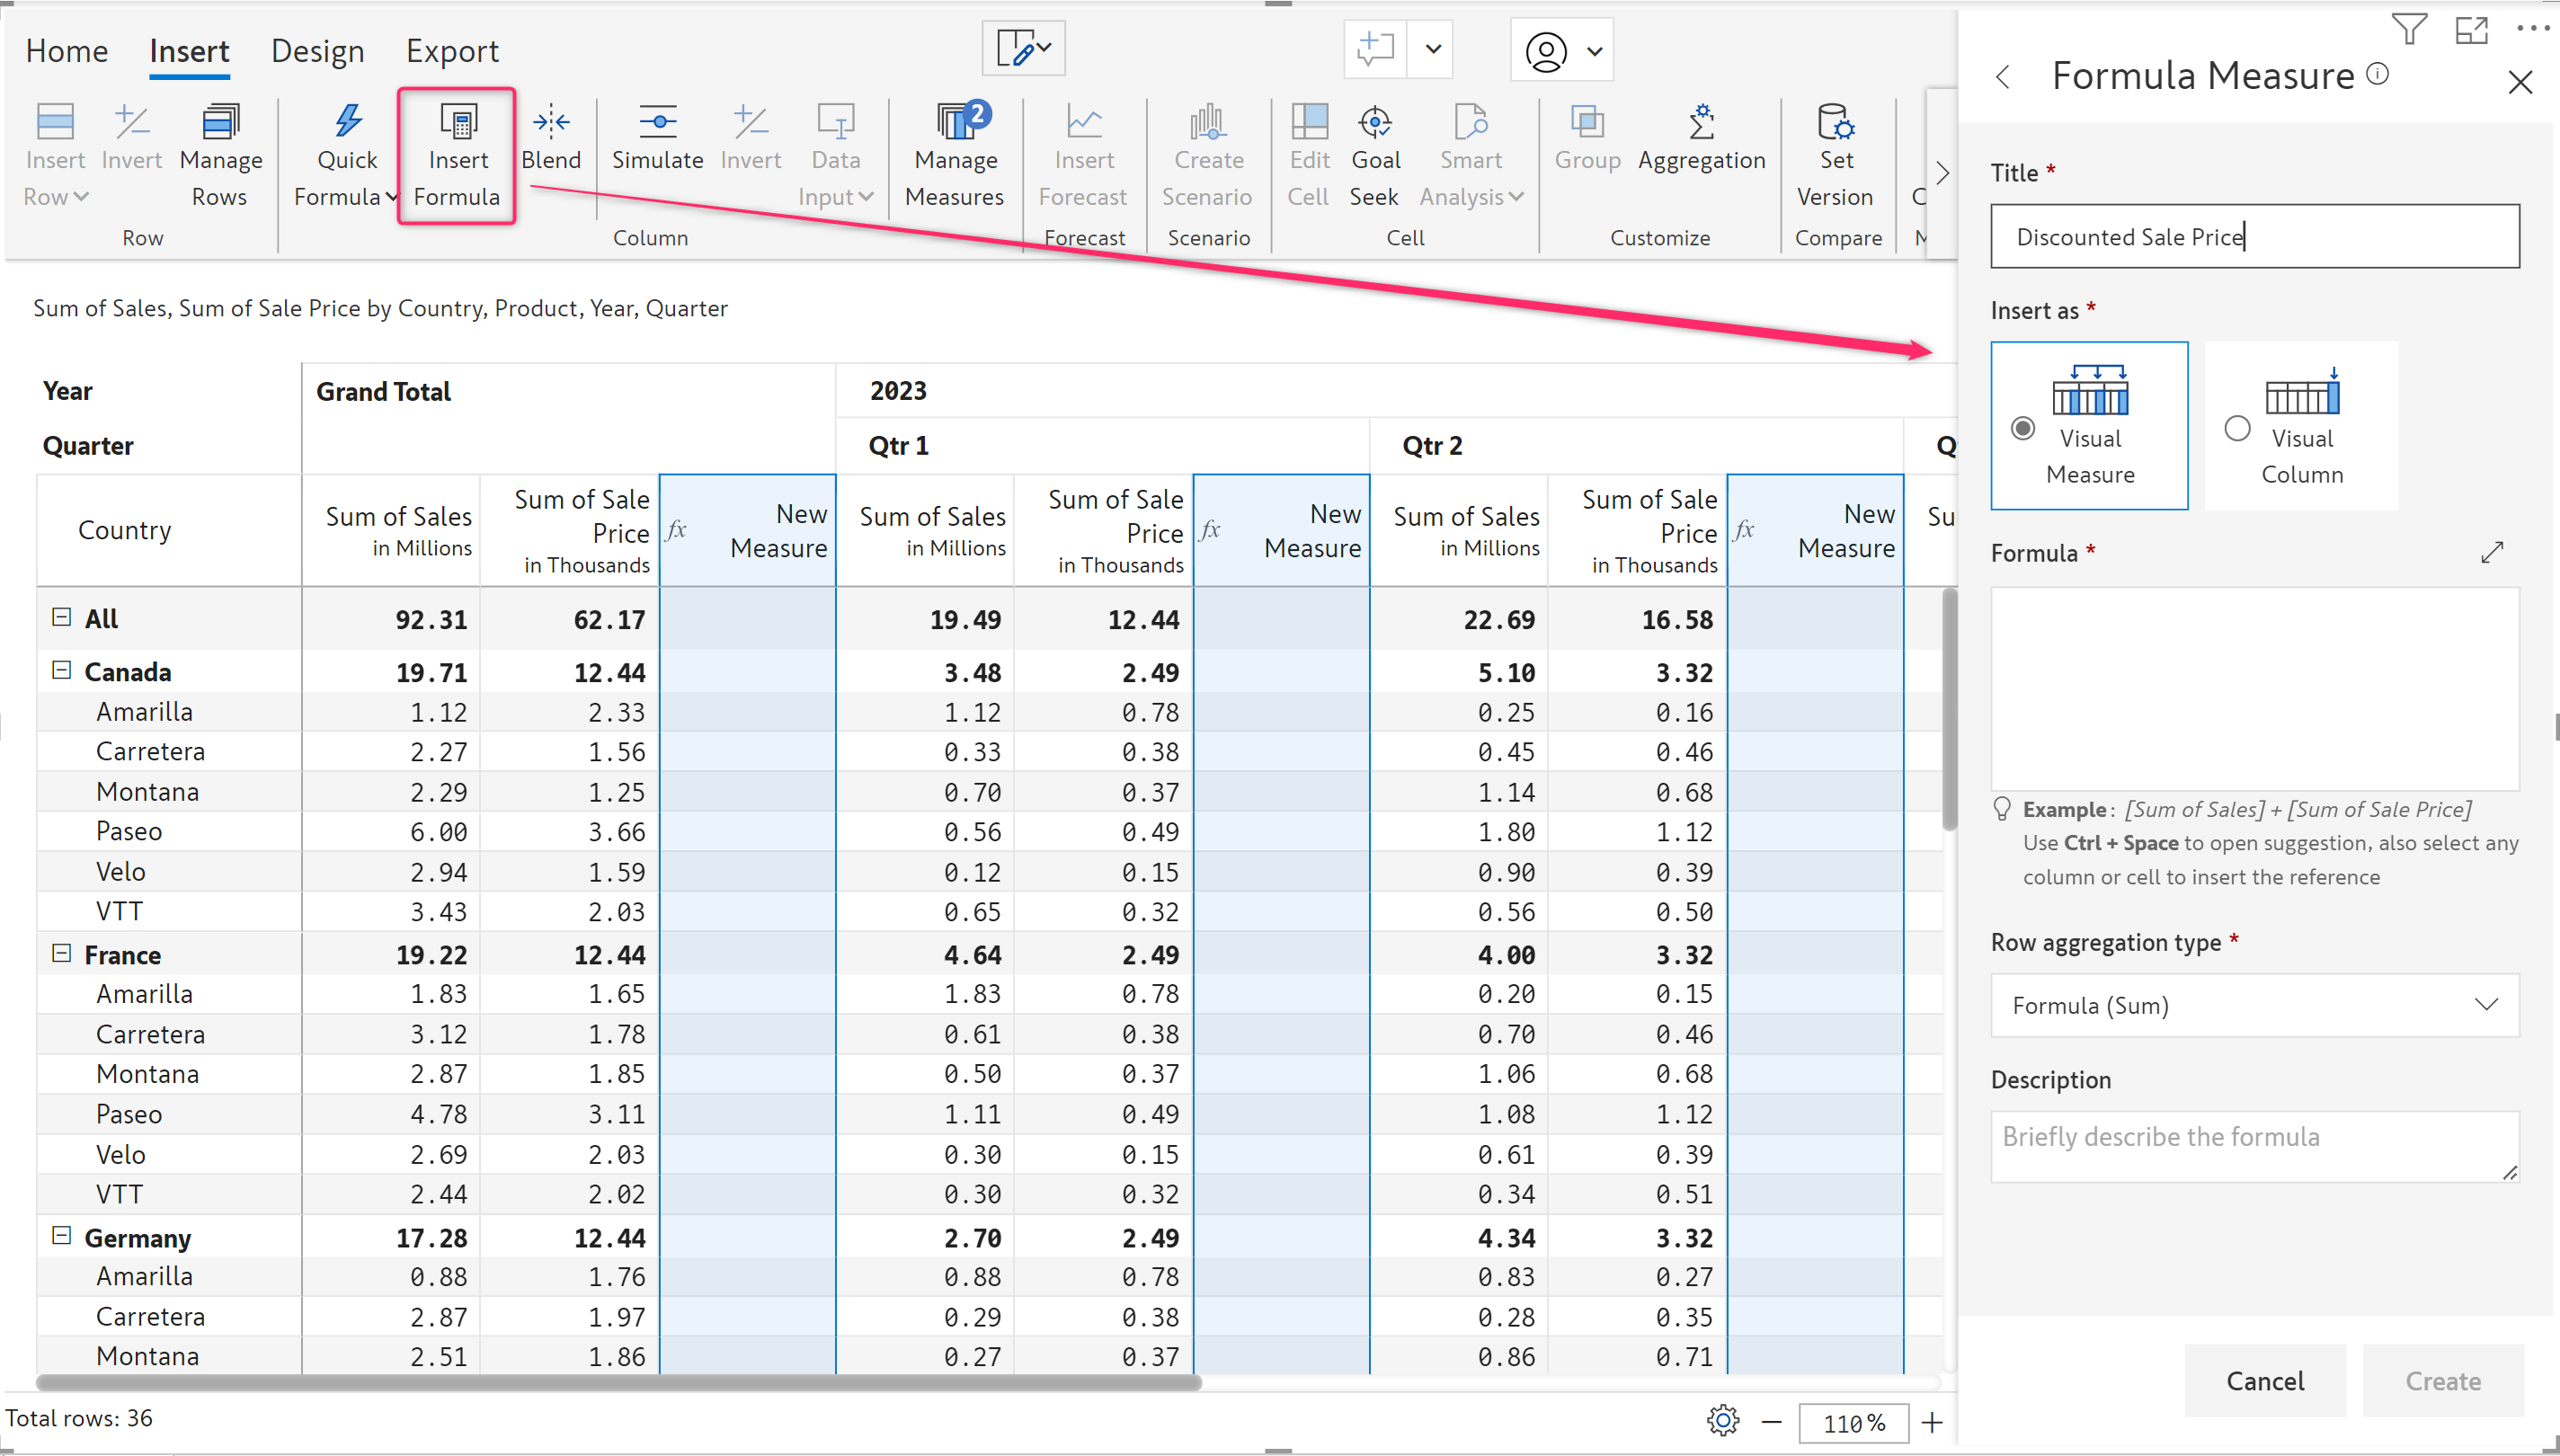 Home Insert Design Export
Insert Row Invert Manage Rows Quick Formula Insert Formula Blend Simulate Invert Data Input Manage Measures 2 Insert Forecast Create Scenario Edit Cell Goal Seek Smart Analysis Group Aggregation Set Version
Row Column Forecast Scenario Cell Customize Compare
Sum of Sales, Sum of Sale Price by Country, Product, Year, Quarter
Year Grand Total 2023
Quarter Qtr 1 Qtr 2 Q
Country Sum of Sales in Millions Sum of Sale Price in Thousands fx New Measure Sum of Sales in Millions Sum of Sale Price in Thousands fx New Measure Sum of Sales in Millions Sum of Sale Price in Thousands fx New Measure Su
All 92.31 62.17 19.49 12.44 22.69 16.58
Canada 19.71 12.44 3.48 2.49 5.10 3.32
Amarilla 1.12 2.33 1.12 0.78 0.25 0.16
Carretera 2.27 1.56 0.33 0.38 0.45 0.46
Montana 2.29 1.25 0.70 0.37 1.14 0.68
Paseo 6.00 3.66 0.56 0.49 1.80 1.12
Velo 2.94 1.59 0.12 0.15 0.90 0.39
VTT 3.43 2.03 0.65 0.32 0.56 0.50
France 19.22 12.44 4.64 2.49 4.00 3.32
Amarilla 1.83 1.65 1.83 0.78 0.20 0.15
Carretera 3.12 1.78 0.61 0.38 0.70 0.46
Montana 2.87 1.85 0.50 0.37 1.06 0.68
Paseo 4.78 3.11 1.11 0.49 1.08 1.12
Velo 2.69 2.03 0.30 0.15 0.61 0.39
VTT 2.44 2.02 0.30 0.32 0.34 0.51
Germany 17.28 12.44 2.70 2.49 4.34 3.32
Amarilla 0.88 1.76 0.88 0.78 0.83 0.27
Carretera 2.87 1.97 0.29 0.38 0.28 0.35
Montana 2.51 1.86 0.27 0.37 0.86 0.71
Total rows: 36
110%
Formula Measure
Title *
Discounted Sale Price
Insert as *
Visual Measure
Visual Column
Formula *
Example : [Sum of Sales] + [Sum of Sale Price]
Use Ctrl + Space to open suggestion, also select any
column or cell to insert the reference
Row aggregation type *
Formula (Sum)
Description
Briefly describe the formula
Cancel Create